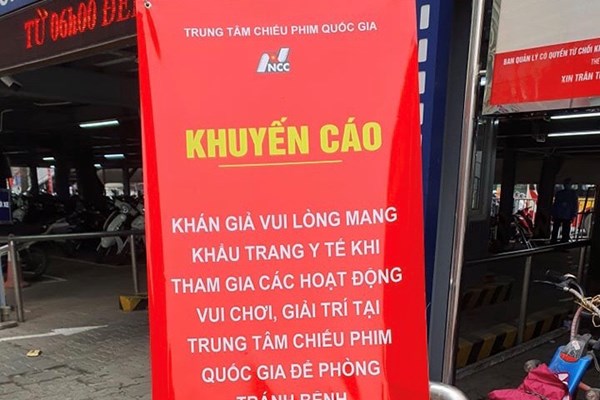 TỪ 06h00 ĐẾN
TRUNG TÂM CHIẾU PHIM QUỐC GIA
NCC
KHUYẾN CÁO
KHÁN GIẢ VUI LÒNG MANG
KHẨU TRANG Y TẾ KHI
THAM GIA CÁC HOẠT ĐỘNG
VUI CHƠI, GIẢI TRÍ TẠI
TRUNG TÂM CHIẾU PHIM
QUỐC GIA ĐỂ PHÒNG
TRÁNH BỆNH
BAN QUẢN LÝ CÓ QUYỀN TỪ CHỐI
THE
XIN TRÂN